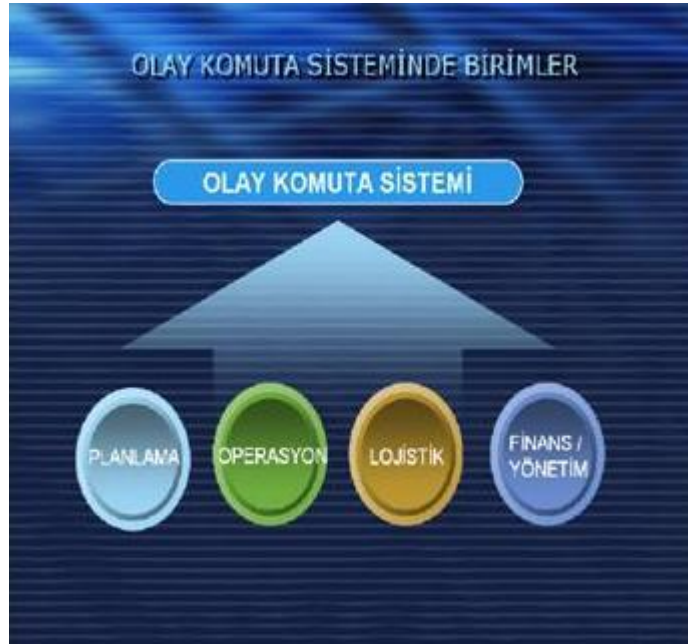 OLAY KOMUTA SİSTEMİNDE BİRİMLER
OLAY KOMUTA SİSTEMİ
PLANLAMA
OPERASYON
LOJİSTİK
FİNANS /
YÖNETİM